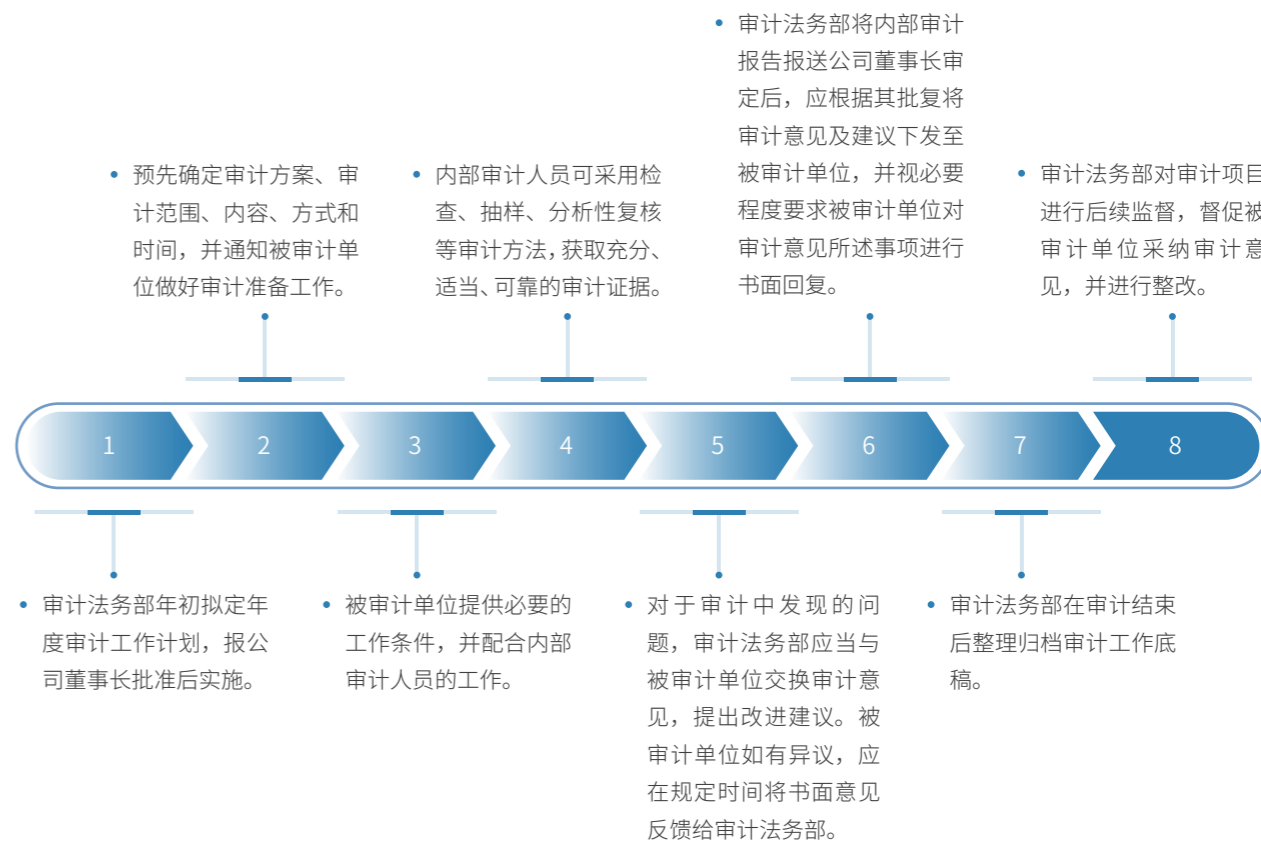 审计法务部将内部审计
报告报送公司董事长审
定后，应根据其批复将
审计意见及建议下发至
被审计单位，并视必要
程度要求被审计单位对
审计意见所述事项进行
书面回复。
预先确定审计方案、审
计范围、内容、方式和
时间，并通知被审计单
位做好审计准备工作。
内部审计人员可采用检
查、抽样、分析性复核
等审计方法，获取充分、
适当、可靠的审计证据。
审计法务部对审计项目
进行后续监督，督促被
审计单位采纳审计意
见，并进行整改。
1
2
3
4
5
6
7
8
审计法务部年初拟定年
度审计工作计划，报公
司董事长批准后实施。
被审计单位提供必要的
工作条件，并配合内部
审计人员的工作。
对于审计中发现的问
题，审计法务部应当与
被审计单位交换审计意
见，提出改进建议。被
审计单位如有异议，应
在规定时间将书面意见
反馈给审计法务部。
审计法务部在审计结束
后整理归档审计工作底
稿。